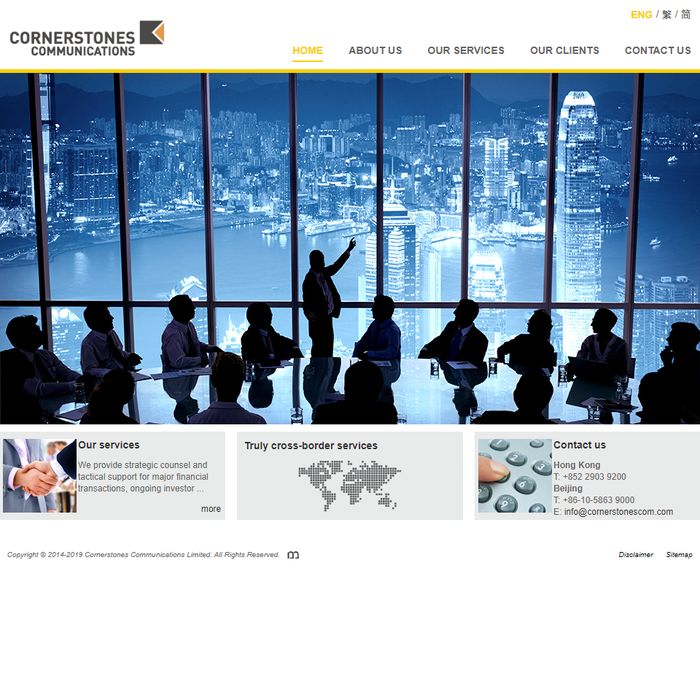 ENG / 繁 / 简
CORNERSTONES
COMMUNICATIONS
HOME ABOUT US OUR SERVICES OUR CLIENTS CONTACT US
Our services
We provide strategic counsel and
tactical support for major financial
transactions, ongoing investor ...
more
Truly cross-border services
Contact us
Hong Kong
T: +852 2903 9200
Beijing
T: +86-10-5863 9000
E: info@cornerstonescom.com
Copyright © 2014-2019 Cornerstones Communications Limited. All Rights Reserved.
Disclaimer Sitemap